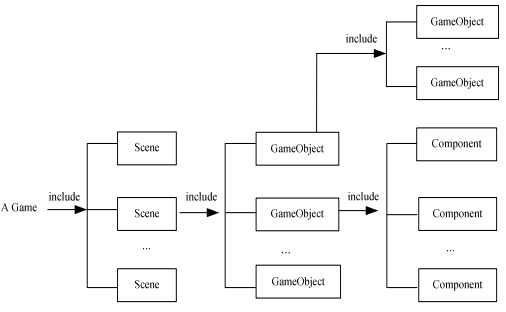 GameObject
include
...
GameObject
Scene
GameObject
Component
A Game
include
Scene
include
GameObject
include
Component
...
...
...
Scene
GameObject
Component